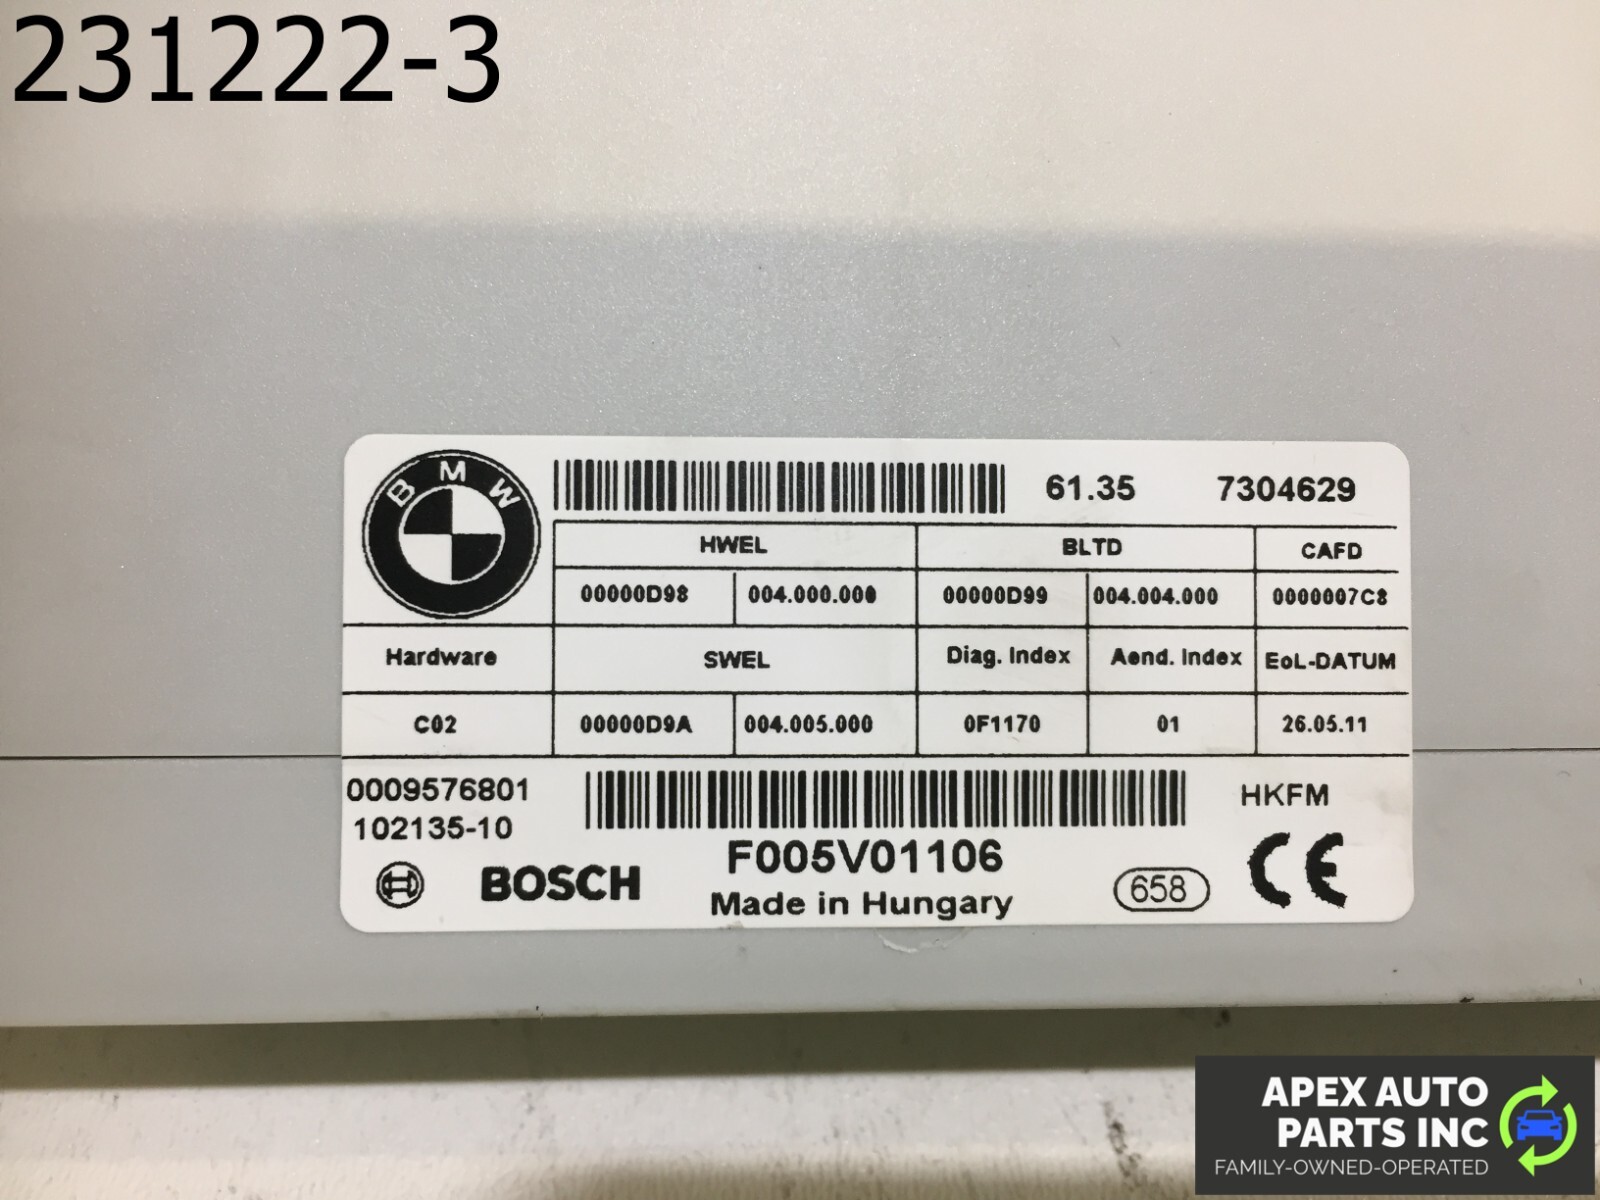 231222-3
BMW
61.35 7304629
HWEL BLTD CAFD
00000D98 004.000.000 00000D99 004.004.000 0000007C8
Hardware SWEL Diag. Index Aend. Index EoL-DATUM
C02 00000D9A 004.005.000 0F1170 01 26.05.11
0009576801 HKFM
102135-10
F005V01106
BOSCH Made in Hungary 658 CE
APEX AUTO
PARTS INC
FAMILY-OWNED-OPERATED